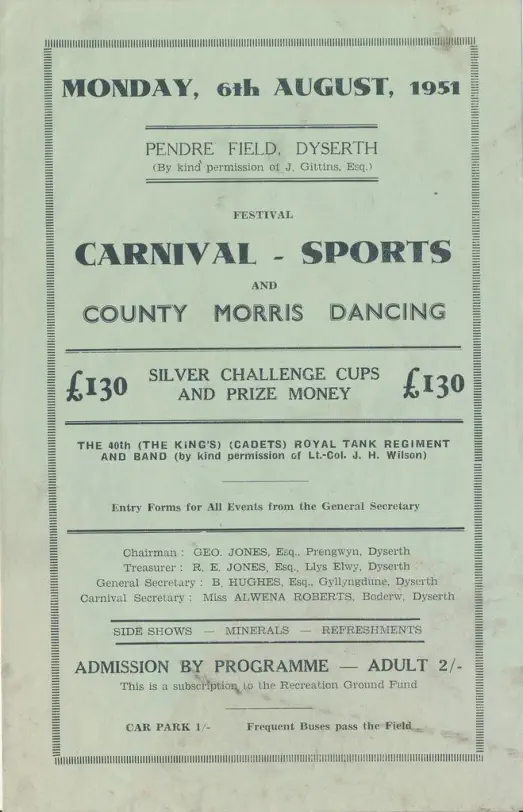 MONDAY, 6th AUGUST, 1951
PENDRE FIELD, DYSERTH
(By kind permission of J. Gittins, Esq.)
FESTIVAL
CARNIVAL - SPORTS
AND
COUNTY MORRIS DANCING
£130 SILVER CHALLENGE CUPS £130
AND PRIZE MONEY
THE 40th (THE KING'S) (CADETS) ROYAL TANK REGIMENT
AND BAND (by kind permission of Lt.-Col. J. H. Wilson)
Entry Forms for All Events from the General Secretary
Chairman : GEO. JONES, Esq., Prengwyn, Dyserth
Treasurer : R. E. JONES, Esq., Llys Elwy, Dyserth
General Secretary : B. HUGHES, Esq., Gyllyngdune, Dyserth
Carnival Secretary : Miss ALWENA ROBERTS, Boderw, Dyserth
SIDE SHOWS — MINERALS — REFRESHMENTS
ADMISSION BY PROGRAMME — ADULT 2/-
This is a subscription to the Recreation Ground Fund
CAR PARK 1/- Frequent Buses pass the Field